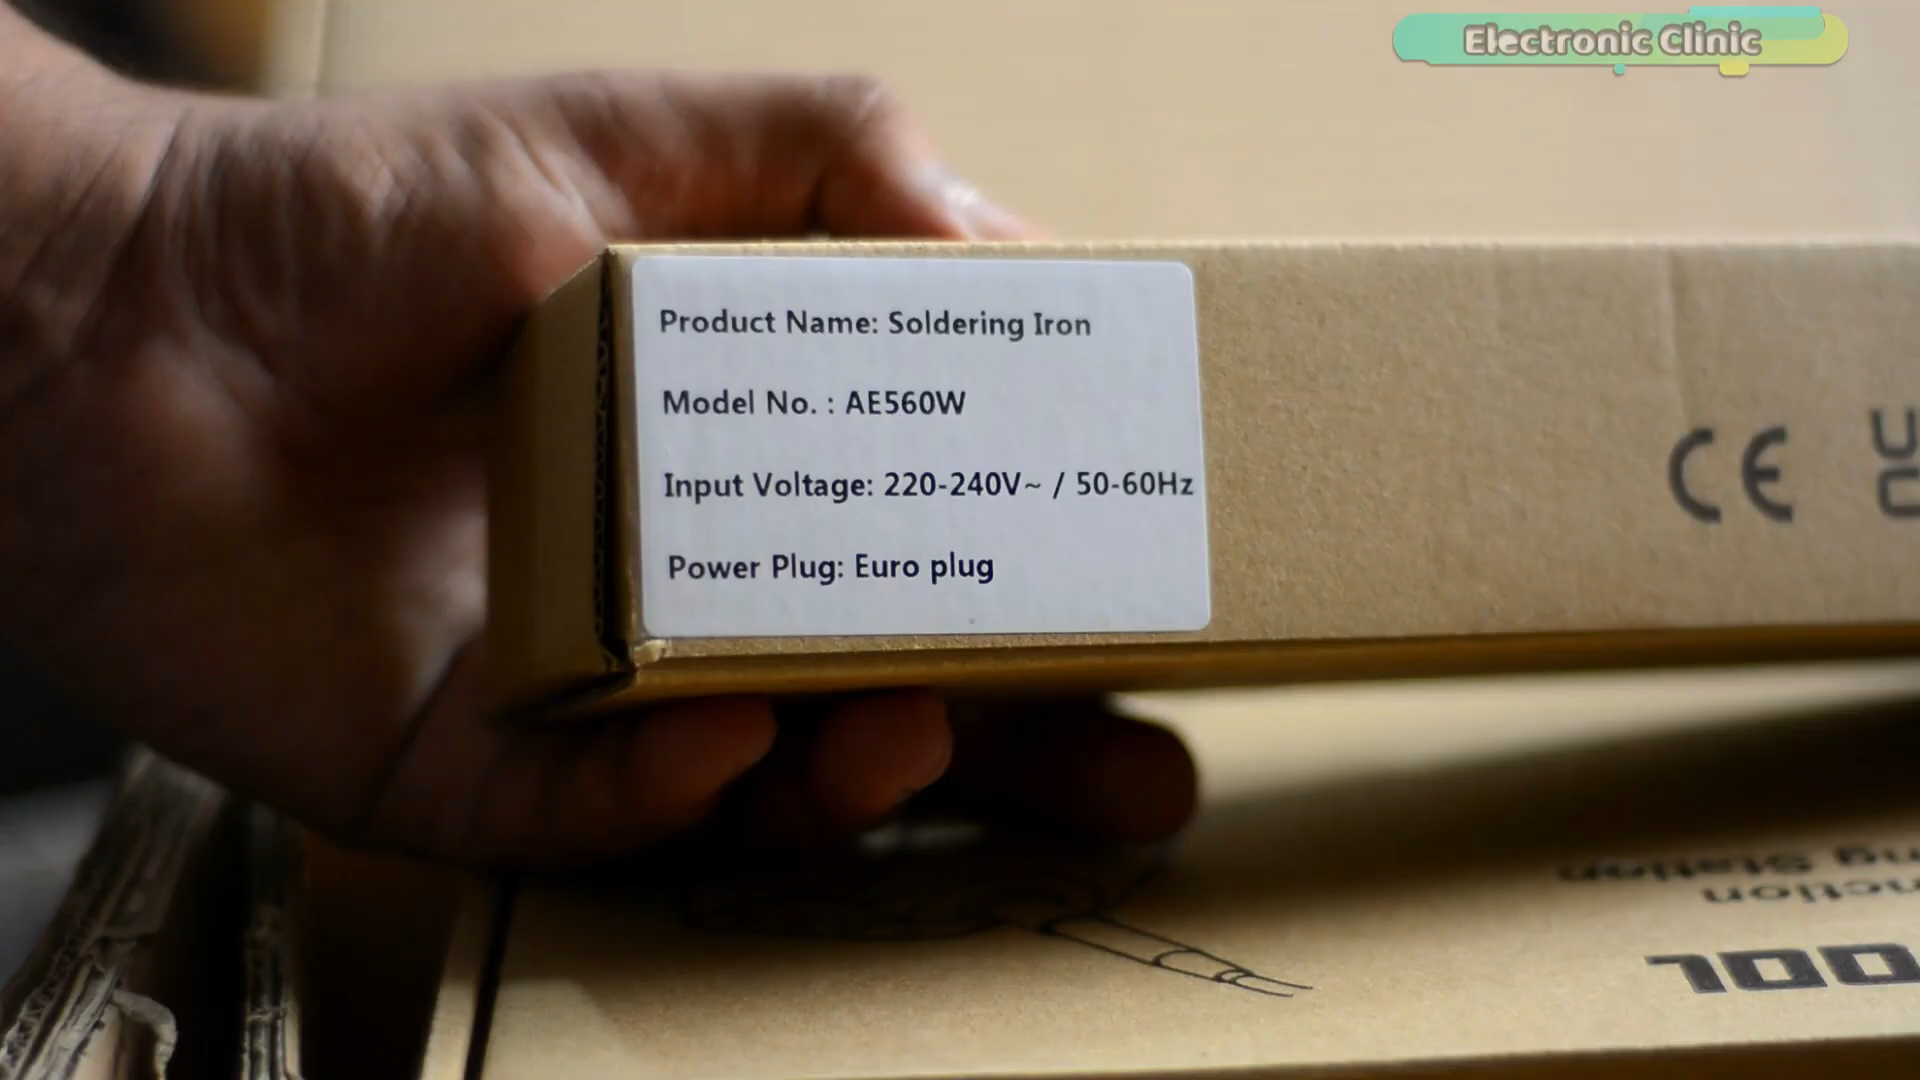 Electronic Clinic
Product Name: Soldering Iron
Model No. : AE560W
Input Voltage: 220-240V~ / 50-60Hz
Power Plug: Euro plug
CE